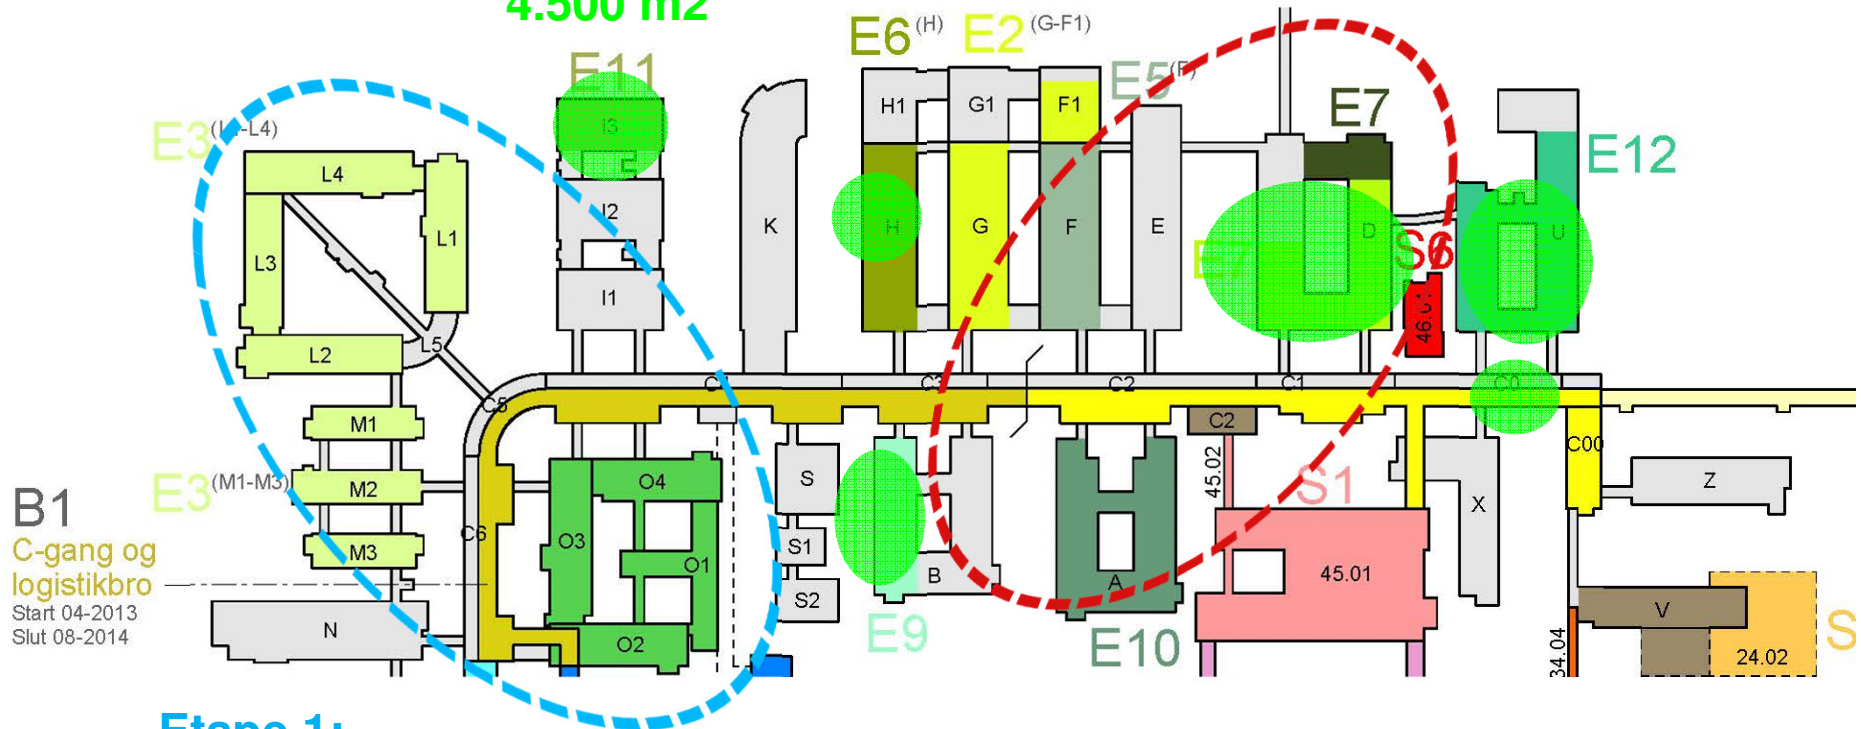 4.500 m2
E6 (H)
E2 (G-F1)
E11
E5 (F)
E7
E12
E3
H1
G1
F1
I3
E
L4
L1
L3
L2
L5
I2
I1
K
H
G
F
E
D
U
E7
S6
46.01
C3
C2
C1
C0
C5
C2
C00
M1
M2
M3
E3 (M1-M3)
B1
C-gang og
logistikbro
Start 04-2013
Slut 08-2014
C6
O4
O3
O1
O2
N
S
S1
S2
B
A
E9
E10
45.02
S1
45.01
X
Z
V
34.04
24.02
S
Etape 1: